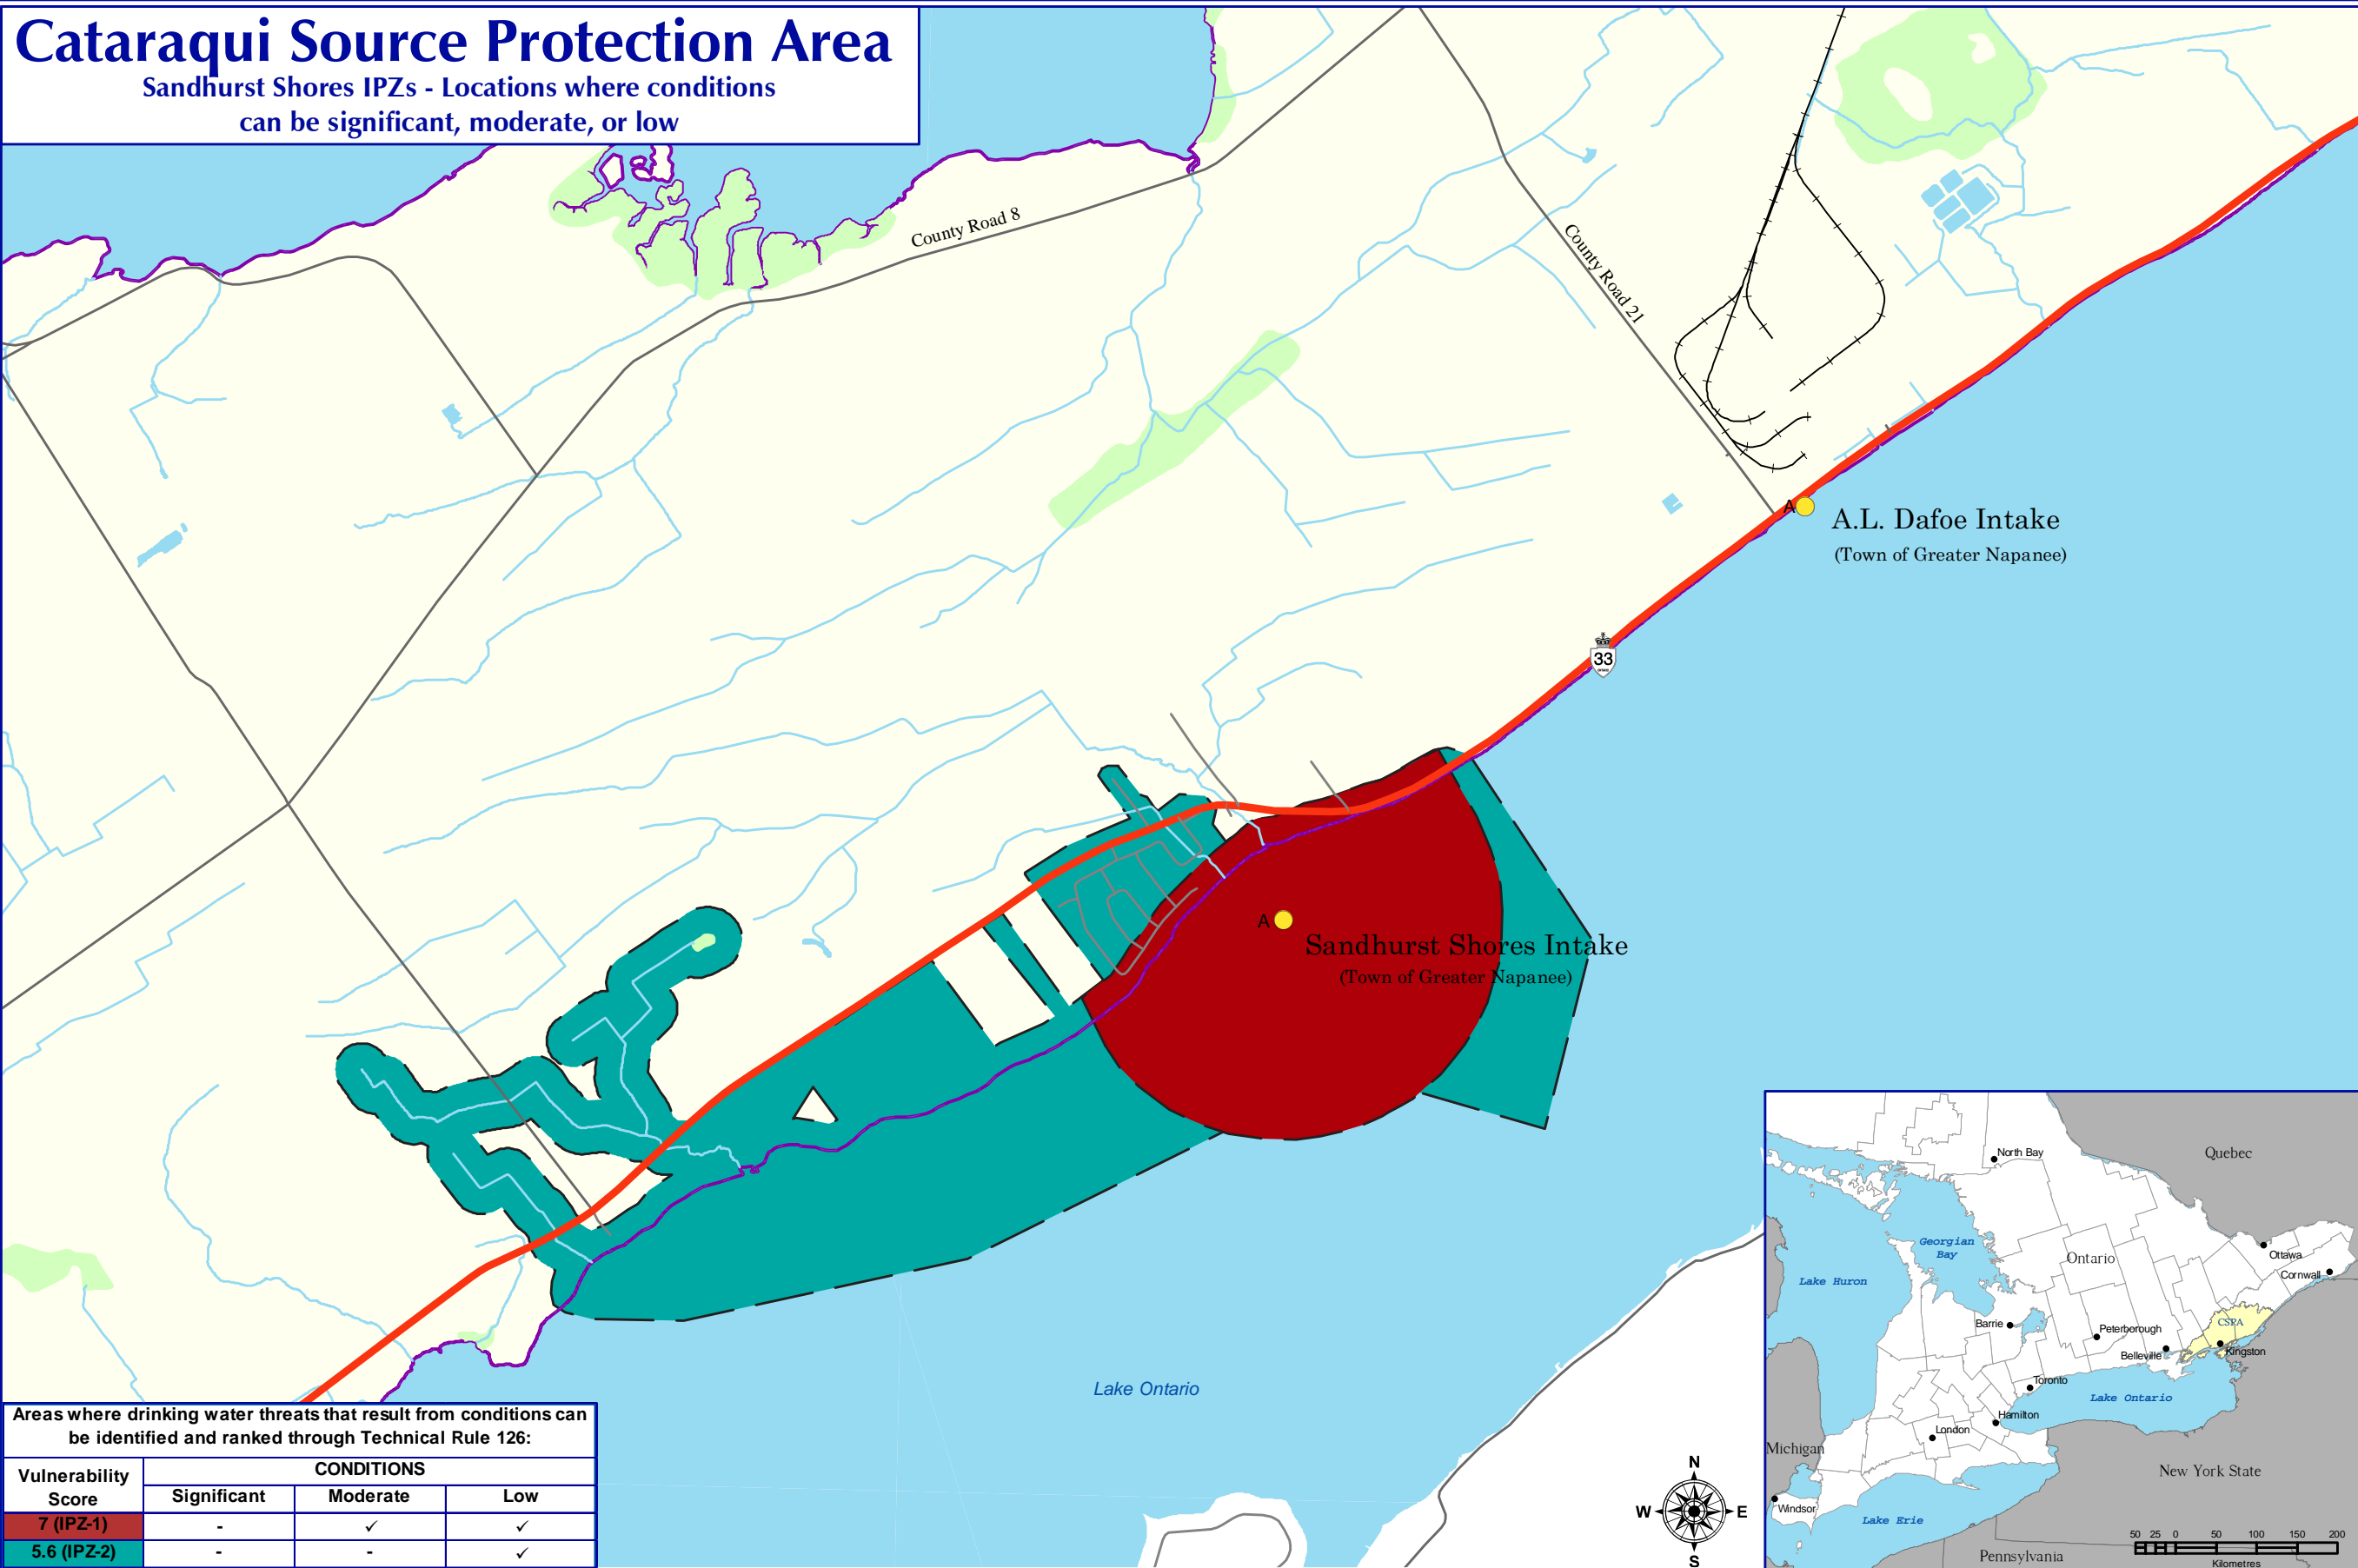 Cataraqui Source Protection Area
Sandhurst Shores IPZs - Locations where conditions
can be significant, moderate, or low
County Road 8
County Road 21
A
A.L. Dafoe Intake
(Town of Greater Napanee)
33
A
Sandhurst Shores Intake
(Town of Greater Napanee)
Lake Ontario
N
W E
S
Areas where drinking water threats that result from conditions can
be identified and ranked through Technical Rule 126:
Vulnerability
Score
CONDITIONS
Significant Moderate Low
7 (IPZ-1) - ✓ ✓
5.6 (IPZ-2) - - ✓
North Bay
Quebec
Georgian
Bay
Ontario
Ottawa
Lake Huron
Cornwall
CSPA
Barrie
Peterborough
Belleville
Kingston
Toronto
Lake Ontario
Hamilton
London
Michigan
New York State
Windsor
Lake Erie
Pennsylvania
50 25 0 50 100 150 200
Kilometres